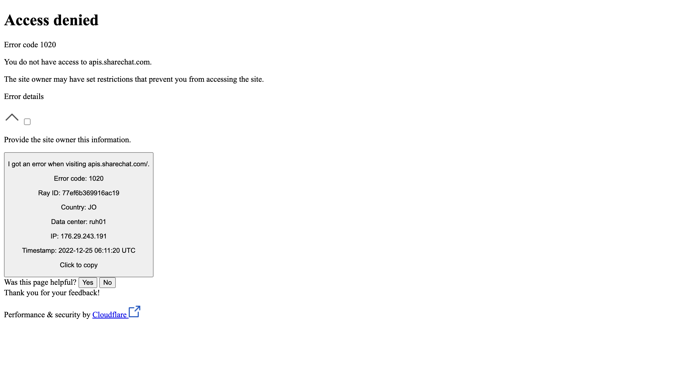 Access denied
Error code 1020
You do not have access to apis.sharechat.com.
The site owner may have set restrictions that prevent you from accessing the site.
Error details
Provide the site owner this information.
I got an error when visiting apis.sharechat.com/.
Error code: 1020
Ray ID: 77ef6b369916ac19
Country: JO
Data center: ruh01
IP: 176.29.243.191
Timestamp: 2022-12-25 06:11:20 UTC
Click to copy
Was this page helpful? Yes No
Thank you for your feedback!
Performance & security by Cloudflare